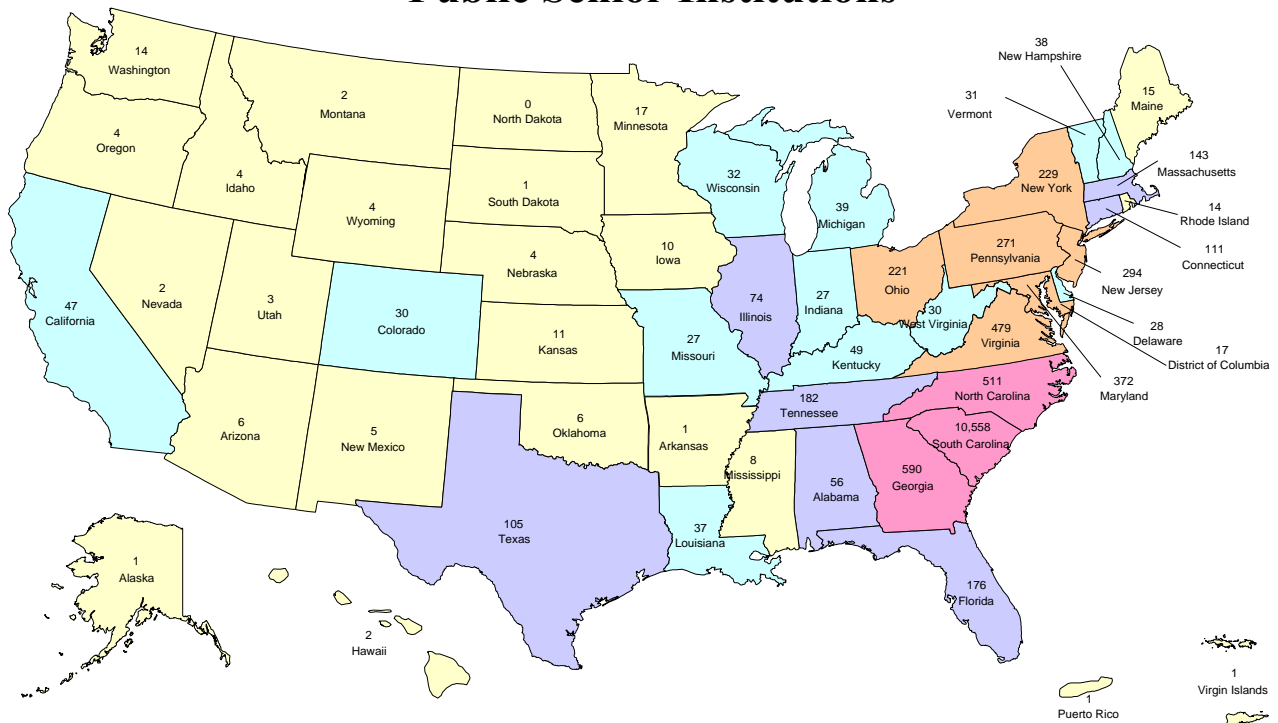 Public Senior Institutions
14
Washington
4
Oregon
47
California
2
Nevada
4
Idaho
2
Montana
4
Wyoming
3
Utah
30
Colorado
6
Arizona
5
New Mexico
0
North Dakota
1
South Dakota
4
Nebraska
11
Kansas
6
Oklahoma
105
Texas
17
Minnesota
10
Iowa
27
Missouri
1
Arkansas
37
Louisiana
32
Wisconsin
74
Illinois
39
Michigan
27
Indiana
221
Ohio
49
Kentucky
182
Tennessee
8
Mississippi
56
Alabama
590
Georgia
176
Florida
10,558
South Carolina
511
North Carolina
479
Virginia
30
West Virginia
271
Pennsylvania
229
New York
31
Vermont
38
New Hampshire
15
Maine
143
Massachusetts
14
Rhode Island
111
Connecticut
294
New Jersey
28
Delaware
17
District of Columbia
372
Maryland
1
Alaska
2
Hawaii
1
Puerto Rico
1
Virgin Islands